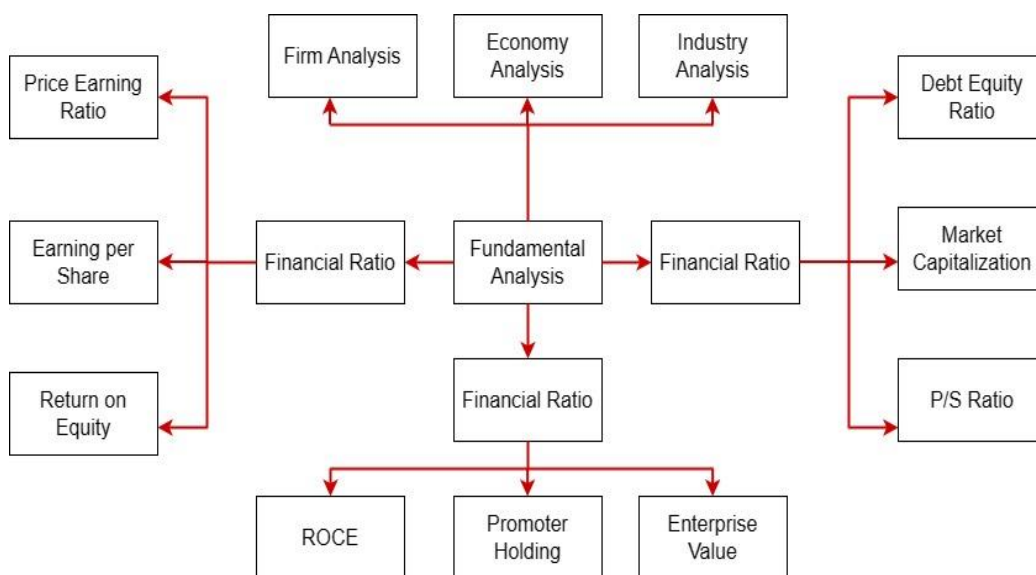 Firm Analysis
Economy
Analysis
Industry
Analysis
Price Earning
Ratio
Debt Equity
Ratio
Earning per
Share
Financial Ratio
Fundamental
Analysis
Financial Ratio
Market
Capitalization
Return on
Equity
Financial Ratio
P/S Ratio
ROCE
Promoter
Holding
Enterprise
Value